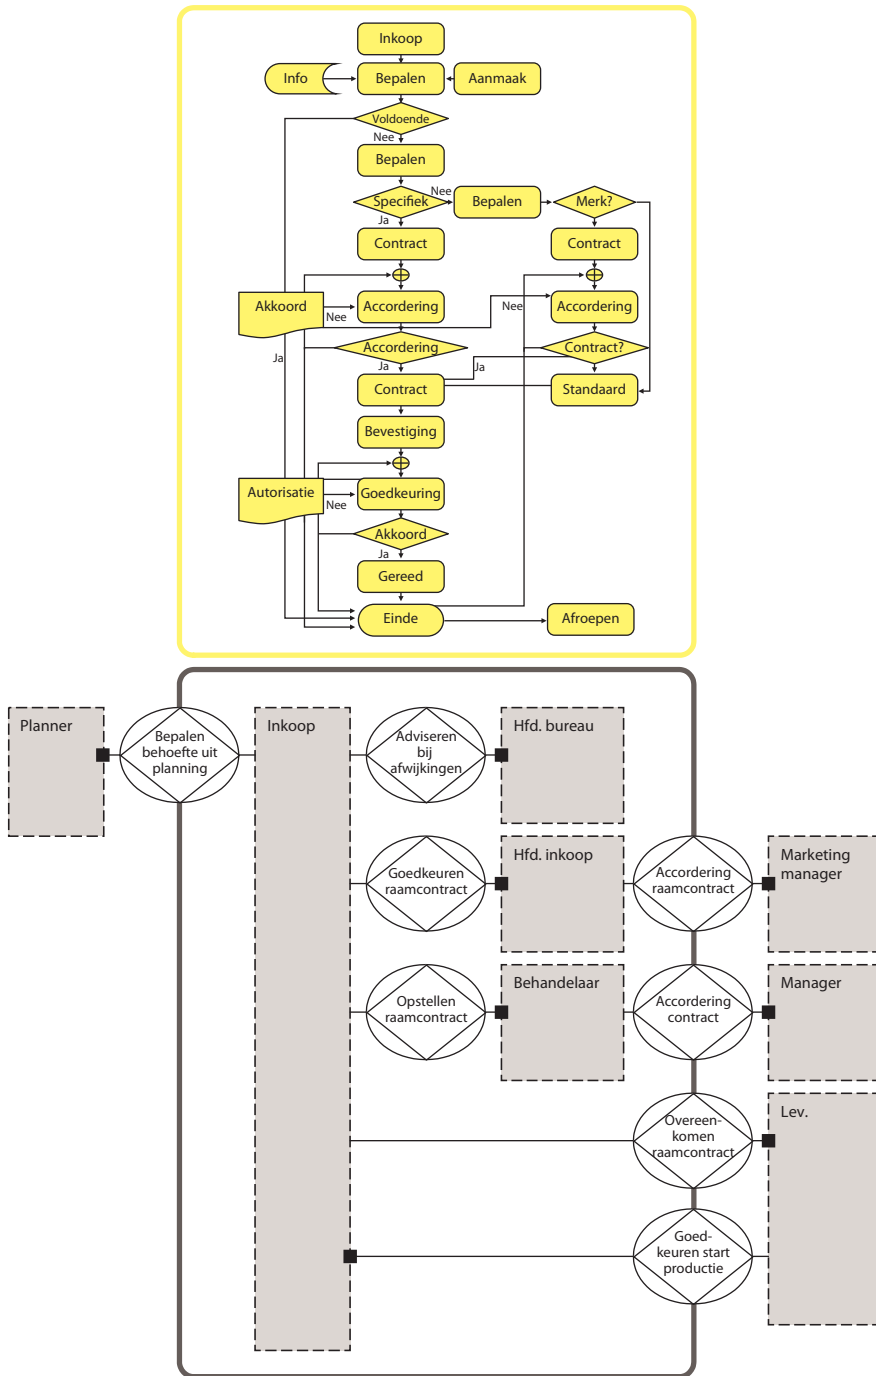 Inkoop
Info
Bepalen
Aanmaak
Voldoende
Nee
Bepalen
Specifiek
Nee
Bepalen
Merk?
Ja
Contract
Contract
Akkoord
Nee
Accordering
Nee
Accordering
Ja
Accordering
Contract?
Ja
Ja
Contract
Standaard
Bevestiging
Autorisatie
Nee
Goedkeuring
Akkoord
Ja
Gereed
Einde
Afroepen
Planner
Bepalen
behoefte uit
planning
Inkoop
Adviseren
bij
afwijkingen
Hfd. bureau
Goedkeuren
raamcontract
Hfd. inkoop
Accordering
raamcontract
Marketing
manager
Opstellen
raamcontract
Behandelaar
Accordering
contract
Manager
Overeen-
komen
raamcontract
Lev.
Goed-
keuren start
productie